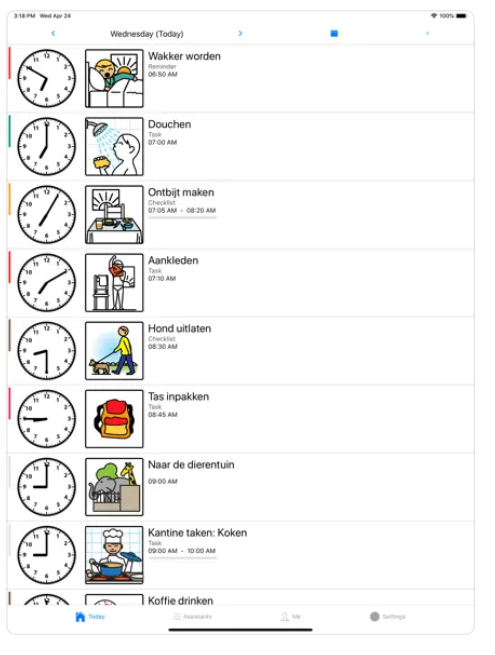 3:18 PM Wed Apr 24
100%
Wednesday (Today)
Wakker worden
Reminder
06:50 AM
Douchen
Task
07:00 AM
Ontbijt maken
Checklist
07:05 AM - 08:20 AM
Aankleden
Task
07:10 AM
Hond uitlaten
Checklist
08:30 AM
Tas inpakken
Task
08:45 AM
Naar de dierentuin
09:00 AM
Kantine taken: Koken
Task
09:00 AM - 10:00 AM
Koffie drinken
Today
Assistants
Me
Settings